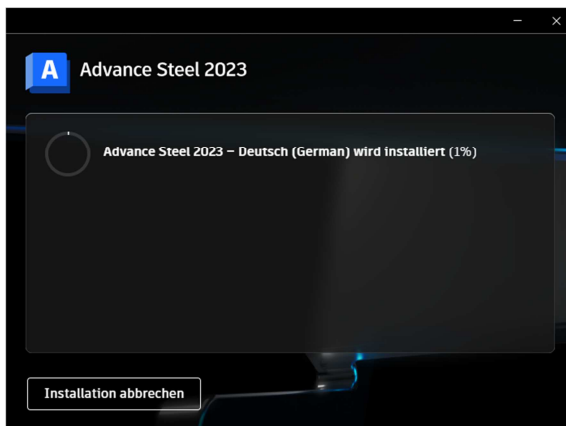 A
Advance Steel 2023
Advance Steel 2023 – Deutsch (German) wird installiert (1%)
Installation abbrechen